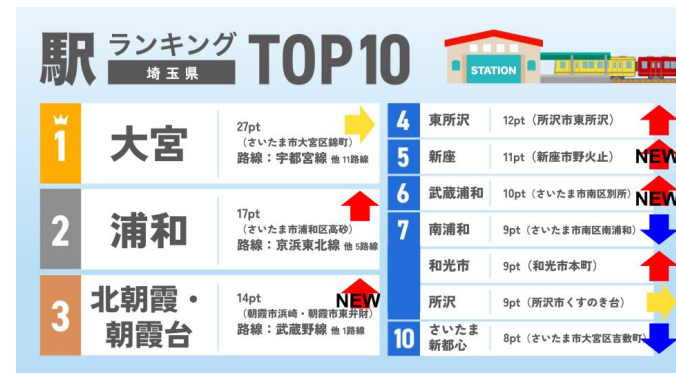 駅 ランキング TOP10
埼玉県
STATION
1 大宮
27pt
（さいたま市大宮区錦町）
路線：宇都宮線 他11路線
2 浦和
17pt
（さいたま市浦和区高砂）
路線：京浜東北線 他5路線
3 北朝霞・
朝霞台
14pt
（朝霞市浜崎・朝霞市東弁財）
路線：武蔵野線 他1路線
NEW
4 東所沢 12pt（所沢市東所沢）
5 新座 11pt（新座市野火止） NEW
6 武蔵浦和 10pt（さいたま市南区別所） NEW
7 南浦和 9pt（さいたま市南区南浦和）
和光市 9pt（和光市本町）
所沢 9pt（所沢市くすのき台）
10 さいたま
新都心
8pt（さいたま市大宮区吉敷町）